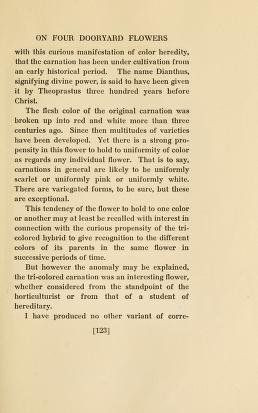 ON FOUR DOORYARD FLOWERS
with this curious manifestation of color heredity,
that the carnation has been under cultivation from
an early historical period. The name Dianthus,
signifying divine power, is said to have been given
it by Theoprastus three hundred years before
Christ.
The flesh color of the original carnation was
broken up into red and white more than three
centuries ago. Since then multitudes of varieties
have been developed. Yet there is a strong pro-
pensity in this flower to hold to uniformity of color
as regards any individual flower. That is to say,
carnations in general are likely to be uniformly
scarlet or uniformly pink or uniformly white.
There are variegated forms, to be sure, but these
are exceptional.
This tendency of the flower to hold to one color
or another may at least be recalled with interest in
connection with the curious propensity of the tri-
colored hybrid to give recognition to the different
colors of its parents in the same flower in
successive periods of time.
But however the anomaly may be explained,
the tri-colored carnation was an interesting flower,
whether considered from the standpoint of the
horticulturist or from that of a student of
hereditary.
I have produced no other variant of corre-
[123]